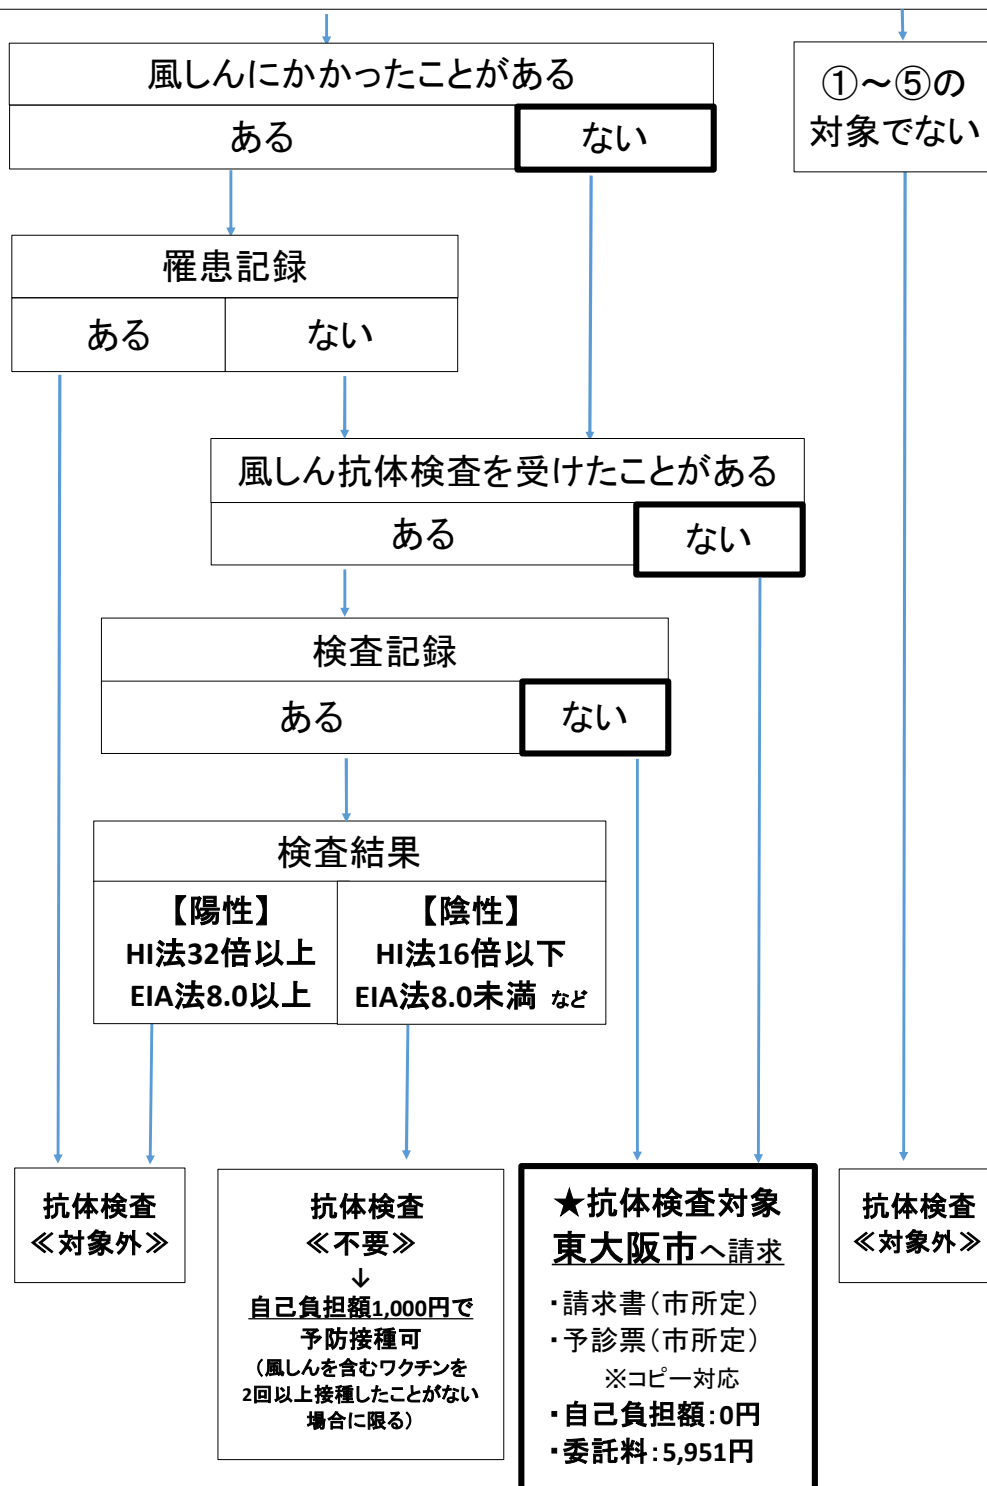 風しんにかかったことがある
ある
ない
①～⑤の
対象でない
罹患記録
ある
ない
風しん抗体検査を受けたことがある
ある
ない
検査記録
ある
ない
検査結果
【陽性】
HI法32倍以上
EIA法8.0以上
【陰性】
HI法16倍以下
EIA法8.0未満 など
抗体検査
≪対象外≫
抗体検査
≪不要≫
↓
自己負担額1,000円で
予防接種可
（風しんを含むワクチンを
2回以上接種したことがない
場合に限る）
★抗体検査対象
東大阪市へ請求
・請求書（市所定）
・予診票（市所定）
※コピー対応
・自己負担額：0円
・委託料：5,951円
抗体検査
≪対象外≫